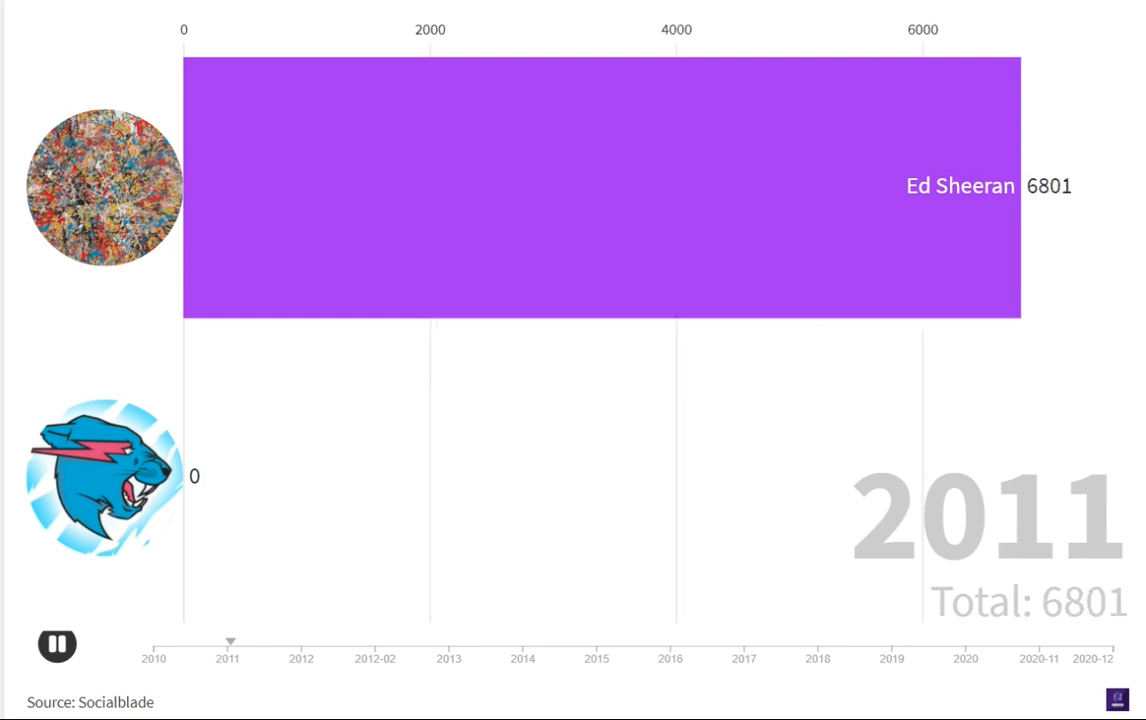 0 2000 4000 6000
Ed Sheeran 6801
0
2011
Total: 6801
2010 2011 2012 2012-02 2013 2014 2015 2016 2017 2018 2019 2020 2020-11 2020-12
Source: Socialblade